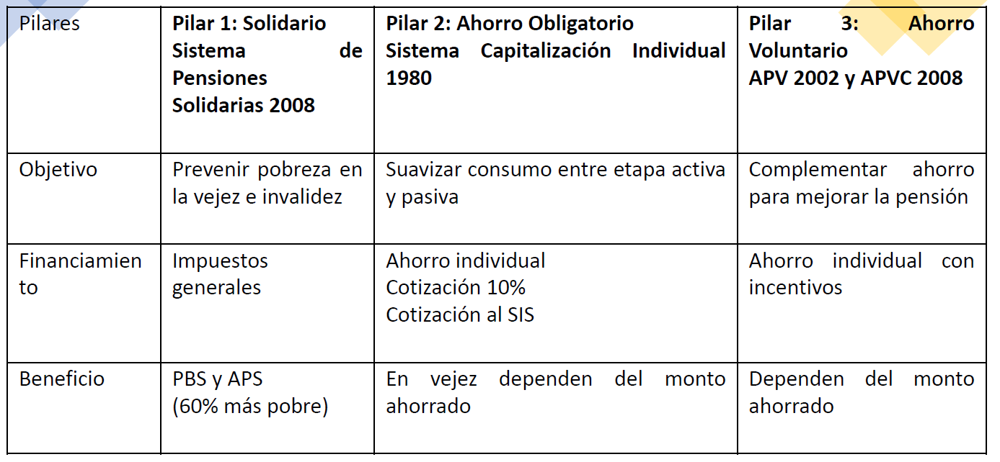 Pilares
Pilar 1: Solidario
Sistema de
Pensiones
Solidarias 2008
Pilar 2: Ahorro Obligatorio
Sistema Capitalización Individual
1980
Pilar 3: Ahorro
Voluntario
APV 2002 y APVC 2008
Objetivo
Prevenir pobreza en
la vejez e invalidez
Suavizar consumo entre etapa activa
y pasiva
Complementar ahorro
para mejorar la pensión
Financiamien
to
Impuestos
generales
Ahorro individual
Cotización 10%
Cotización al SIS
Ahorro individual con
incentivos
Beneficio
PBS y APS
(60% más pobre)
En vejez dependen del monto
ahorrado
Dependen del monto
ahorrado